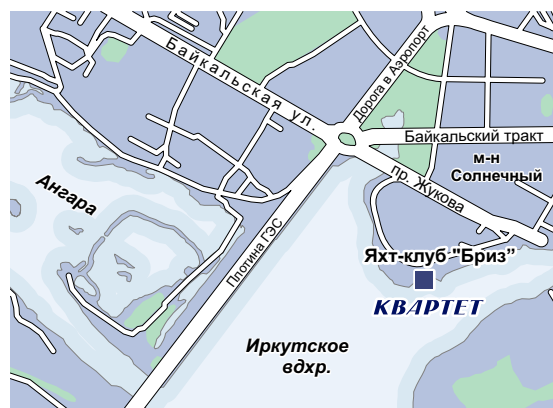 Байкальская ул.
Дорога в Аэропорт
Байкальский тракт
м-н
Солнечный
пр. Жукова
Ангара
Плотина ГЭС
Яхт-клуб "Бриз"
КВАРТЕТ
Иркутское
вдхр.